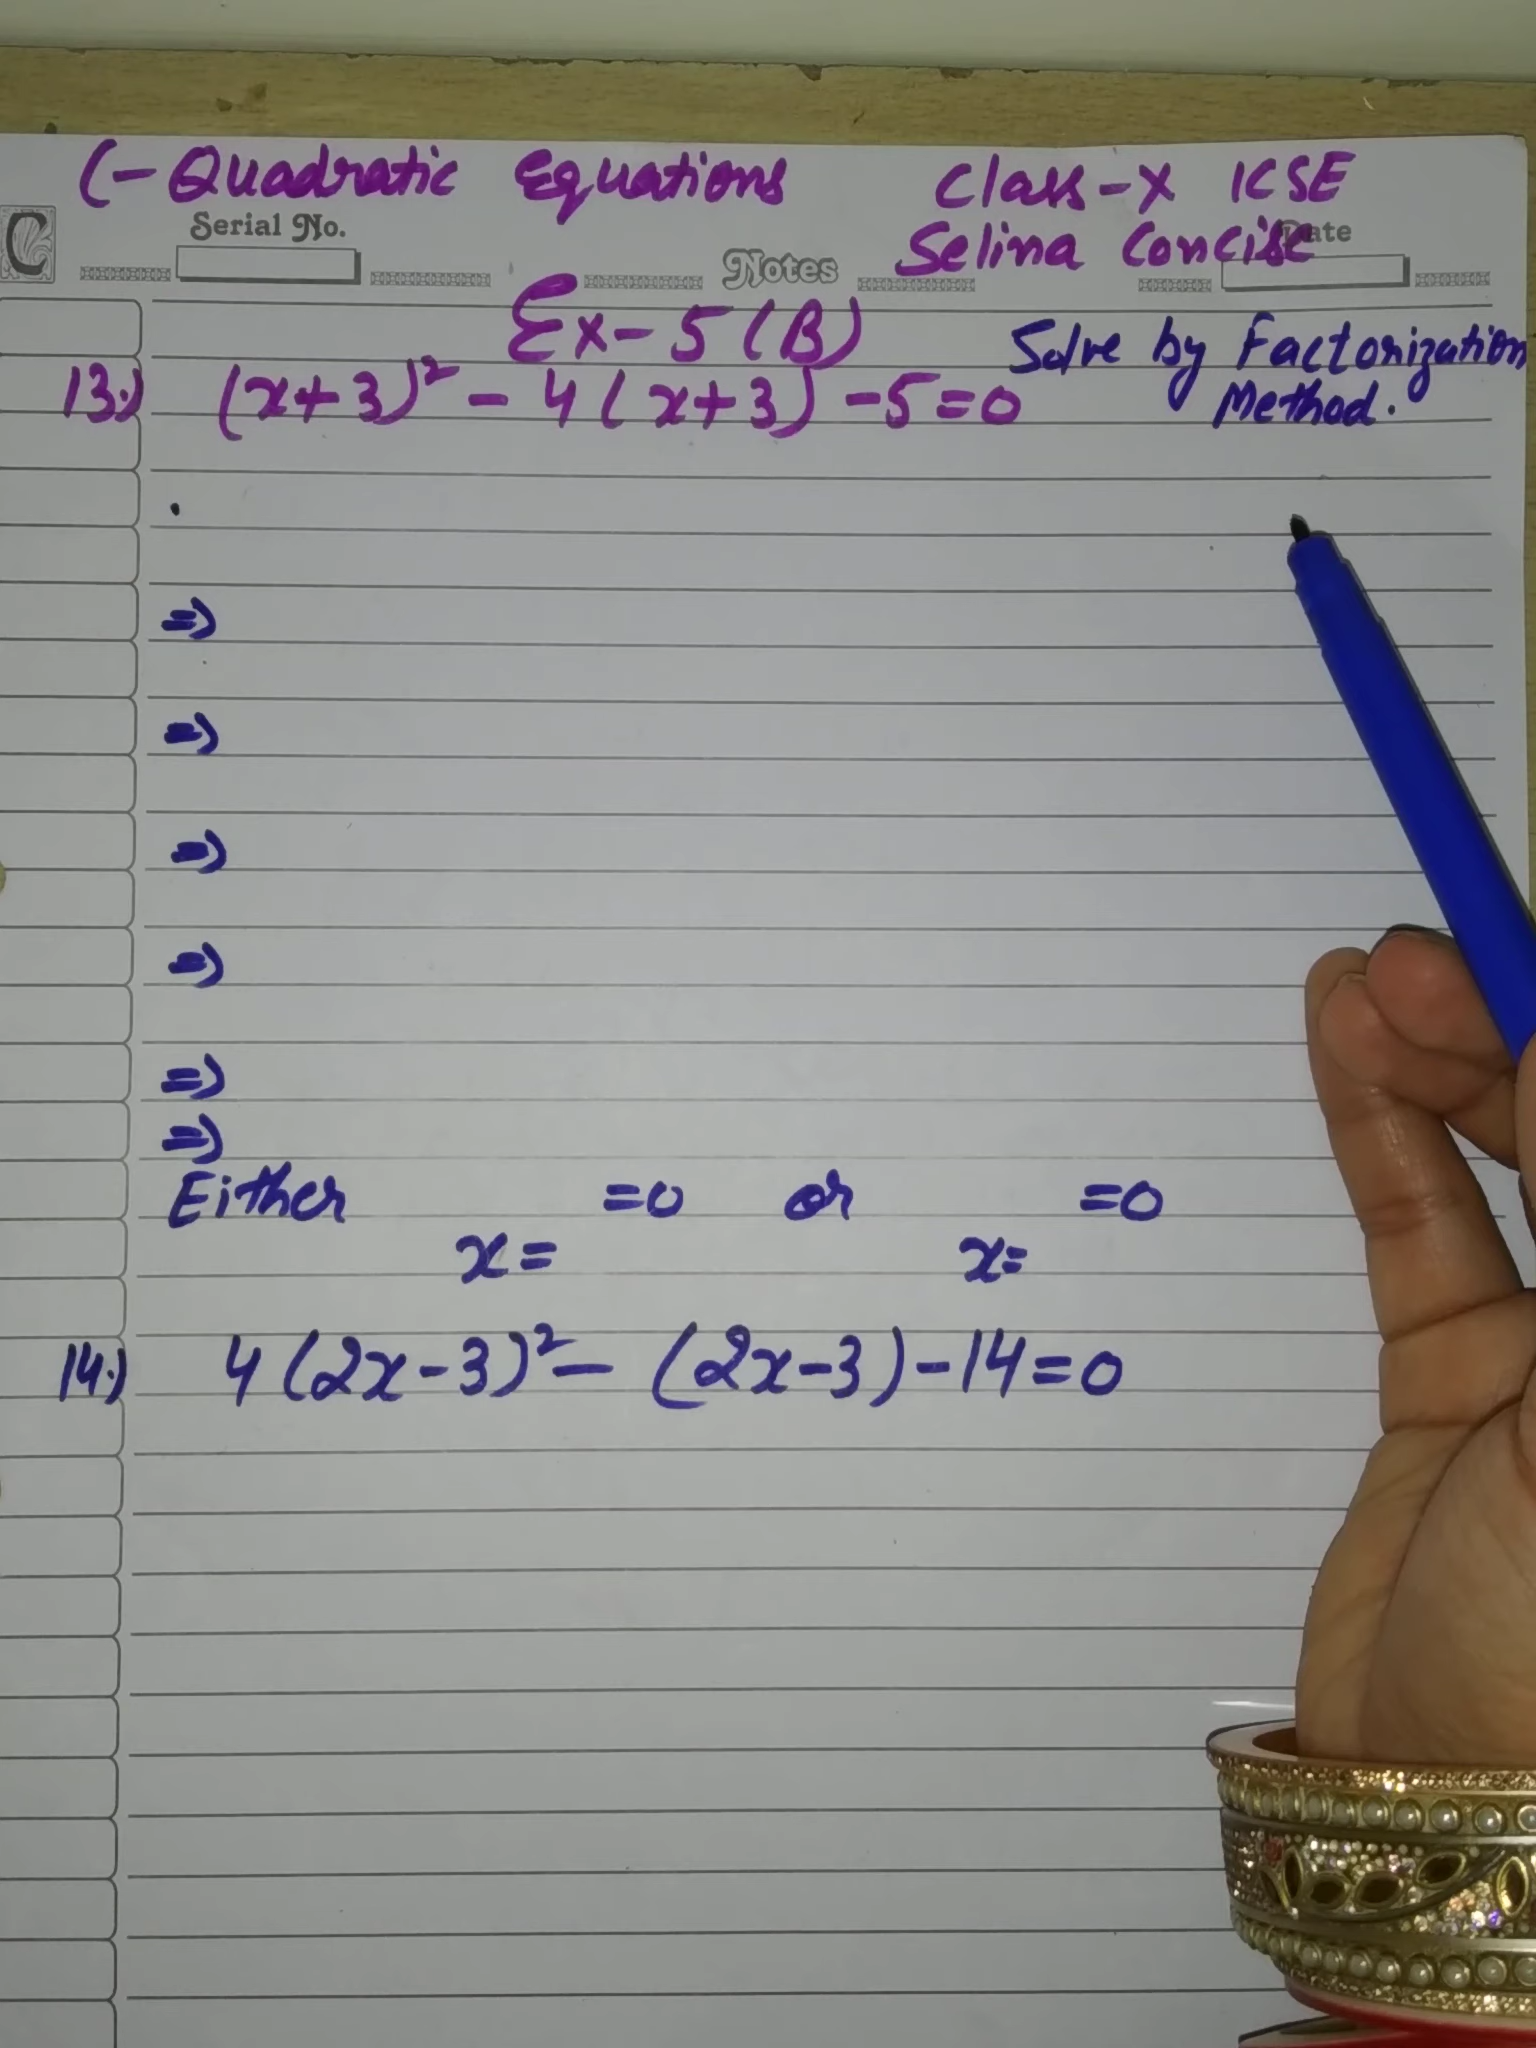 C- Quadratic Equations Class-X ICSE
Serial No. Selina Concise Date
Notes
Ex-5(B) Solve by Factorization
13.) (x+3)² - 4(x+3) -5=0 Method.
⇒
⇒
⇒
⇒
⇒
⇒
Either =0 or =0
x= x=
14.) 4(2x-3)² - (2x-3)-14=0